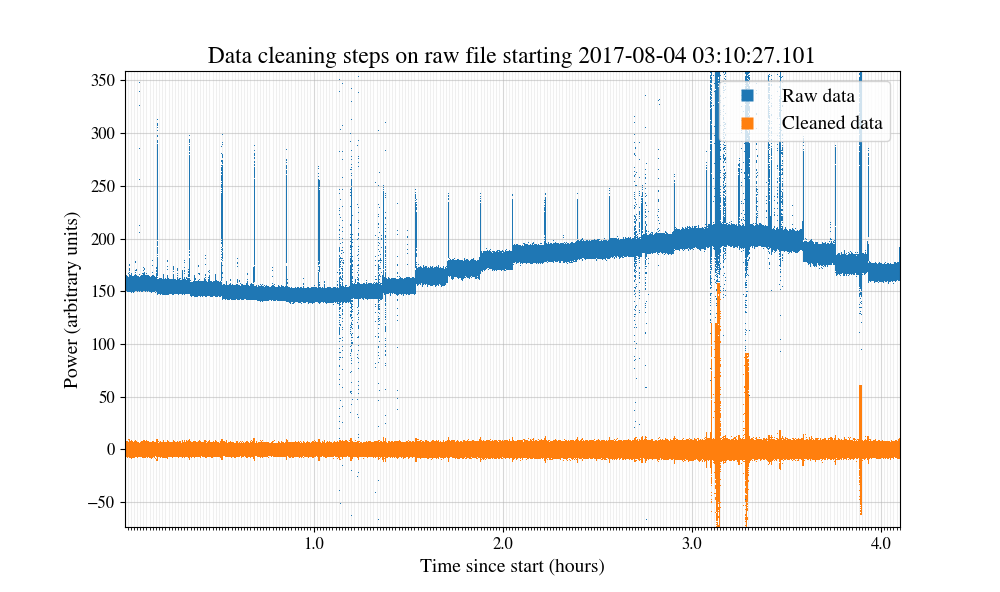 Data cleaning steps on raw file starting 2017-08-04 03:10:27.101
Raw data
Cleaned data
Power (arbitrary units)
350
300
250
200
150
100
50
0
−50
1.0 2.0 3.0 4.0
Time since start (hours)